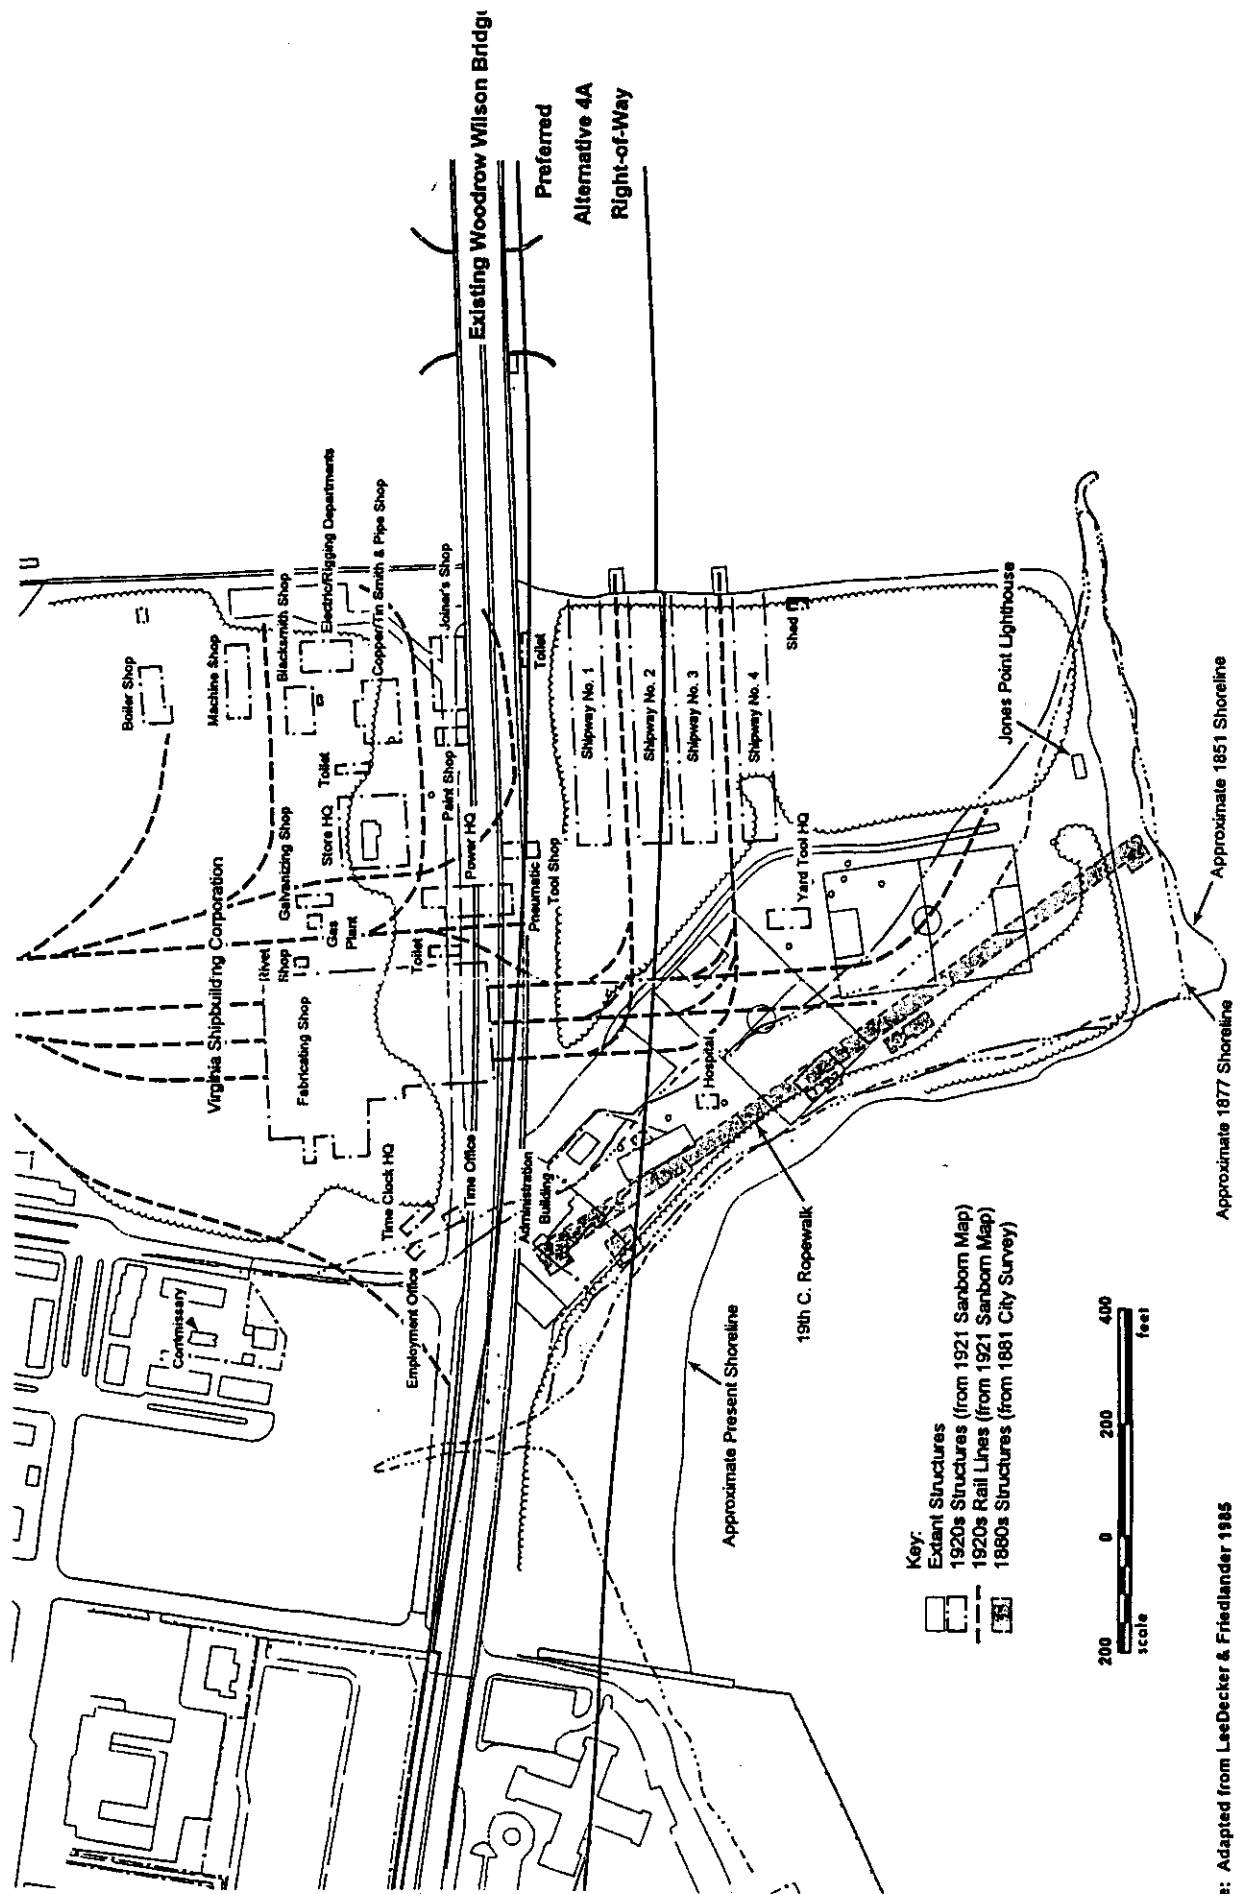 Existing Woodrow Wilson Bridge
Preferred
Alternative 4A
Right-of-Way
Boiler Shop
Machine Shop
Blacksmith Shop
Electric/Rigging Departments
Copper/Tin Smith & Pipe Shop
Joiner's Shop
Toilet
Virginia Shipbuilding Corporation
Galvanizing Shop
Store HQ
Toilet
Paint Shop
Power HQ
Rivet
Shop
Gas
Plant
Toilet
Pneumatic
Tool Shop
Fabricating Shop
Time Clock HQ
Time Office
Employment Office
Administration
Building
Commissary
Shipway No. 1
Shipway No. 2
Shipway No. 3
Shipway No. 4
Shed
Yard Tool HQ
Hospital
Jones Point Lighthouse
19th C. Ropewalk
Approximate Present Shoreline
Approximate 1851 Shoreline
Approximate 1877 Shoreline
Key:
Extant Structures
1920s Structures (from 1921 Sanborn Map)
1920s Rail Lines (from 1921 Sanborn Map)
1880s Structures (from 1881 City Survey)
200 0 200 400
scale feet
e: Adapted from LeeDecker & Friedlander 1985